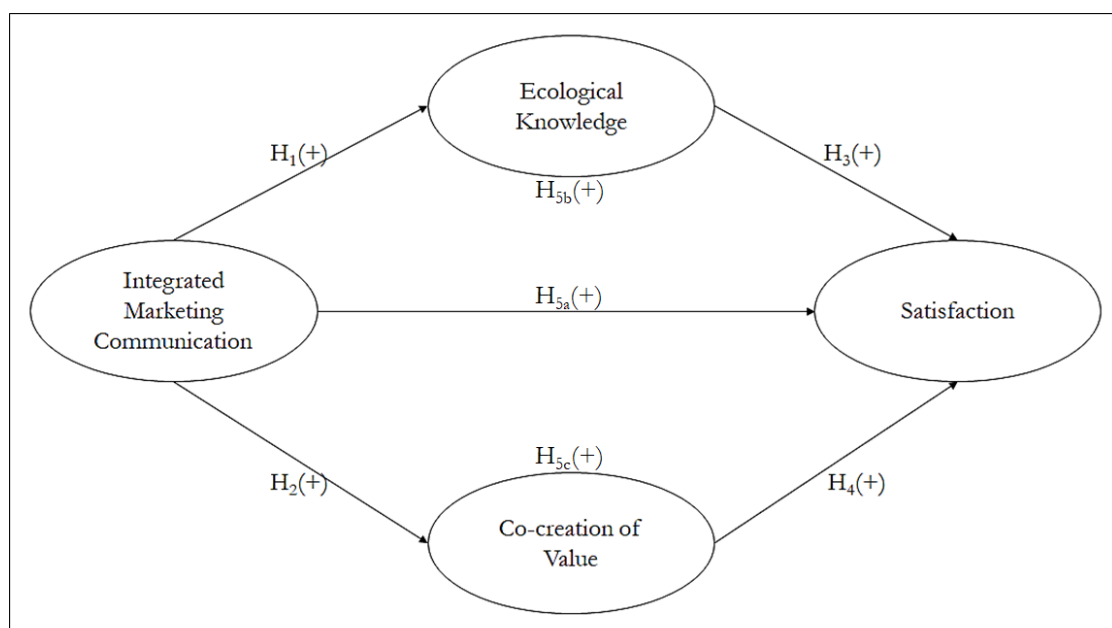 Ecological
Knowledge
H₁(+)
H₃(+)
H₅b(+)
Integrated
Marketing
Communication
H₅a(+)
Satisfaction
H₅c(+)
H₂(+)
H₄(+)
Co-creation of
Value